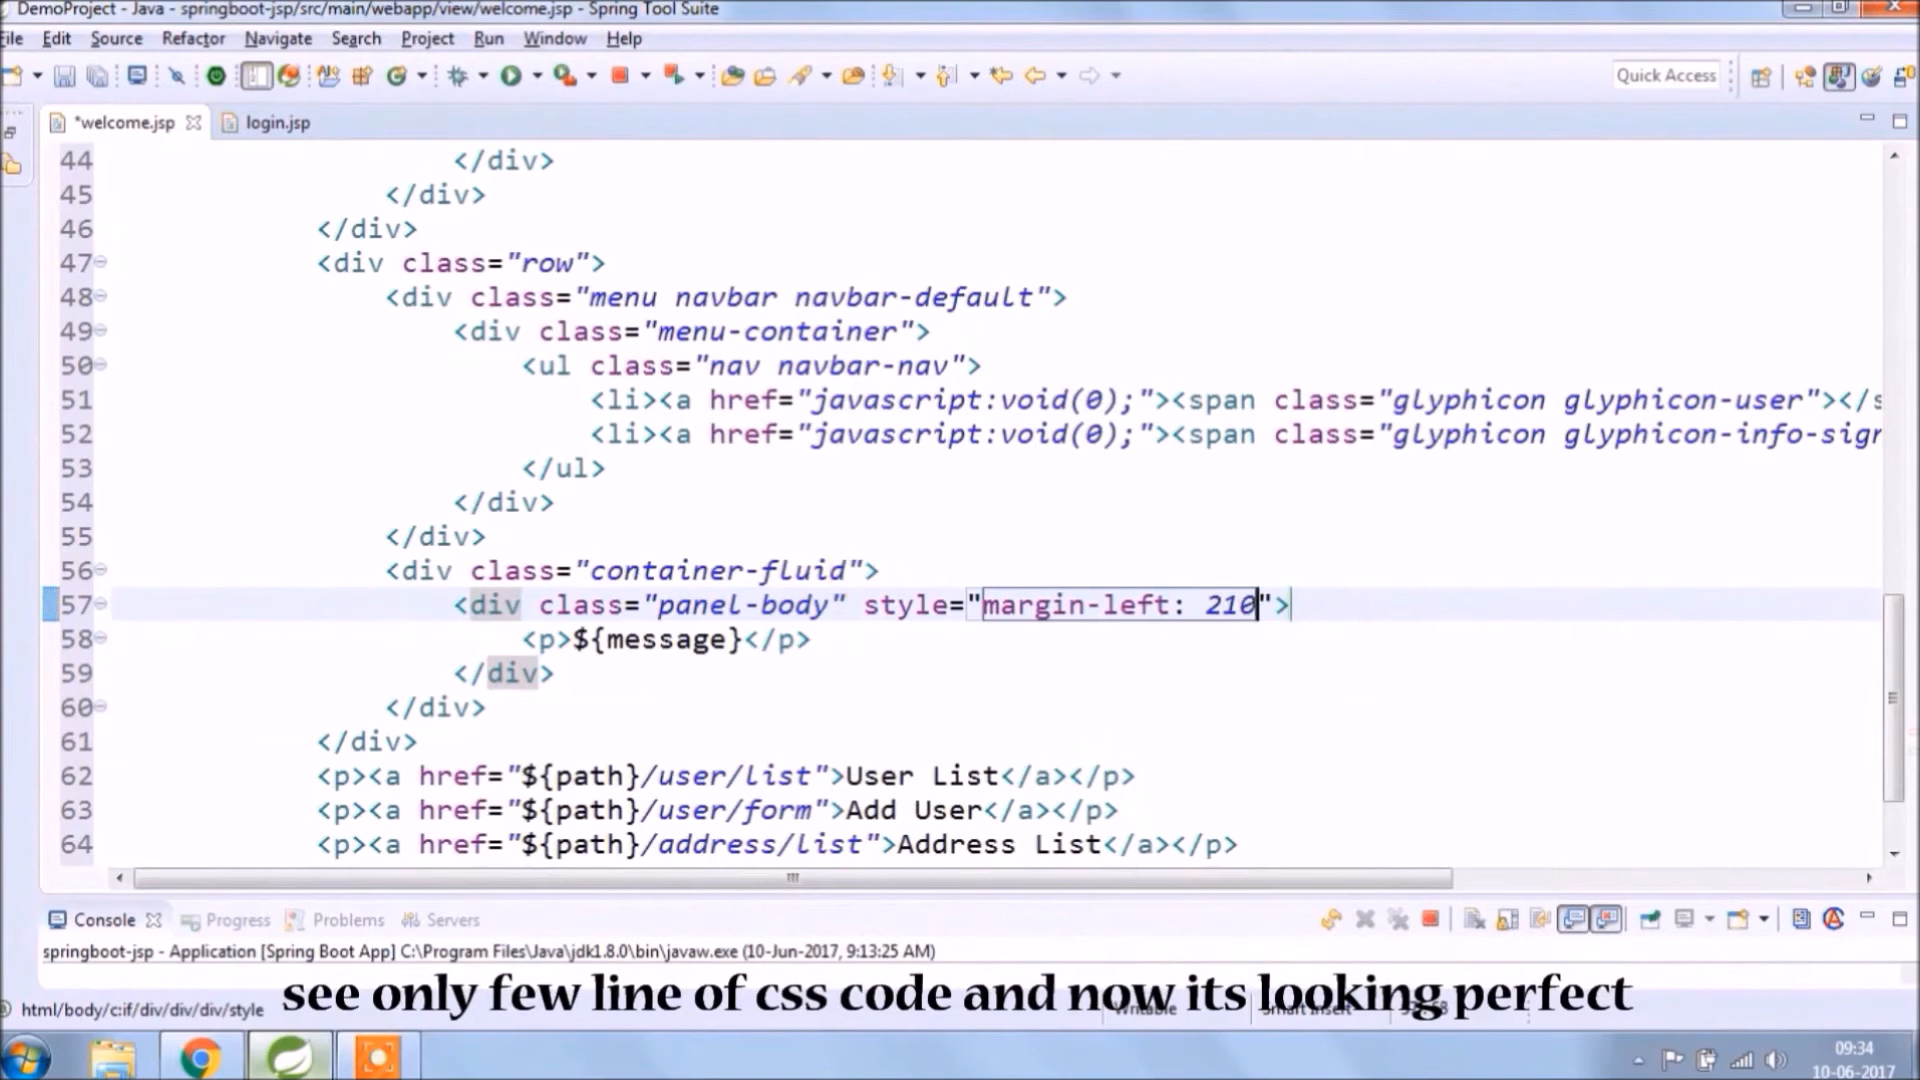 DemoProject - Java - springboot-jsp/src/main/webapp/view/welcome.jsp - Spring Tool Suite
File Edit Source Refactor Navigate Search Project Run Window Help
Quick Access
*welcome.jsp login.jsp
44 </div>
45 </div>
46 </div>
47 <div class="row">
48 <div class="menu navbar navbar-default">
49 <div class="menu-container">
50 <ul class="nav navbar-nav">
51 <li><a href="javascript:void(0);"><span class="glyphicon glyphicon-user"></s
52 <li><a href="javascript:void(0);"><span class="glyphicon glyphicon-info-sign
53 </ul>
54 </div>
55 </div>
56 <div class="container-fluid">
57 <div class="panel-body" style="margin-left: 210">
58 <p>${message}</p>
59 </div>
60 </div>
61 </div>
62 <p><a href="${path}/user/list">User List</a></p>
63 <p><a href="${path}/user/form">Add User</a></p>
64 <p><a href="${path}/address/list">Address List</a></p>
Console Progress Problems Servers
springboot-jsp - Application [Spring Boot App] C:\Program Files\Java\jdk1.8.0\bin\javaw.exe (10-Jun-2017, 9:13:25 AM)
see only few line of css code and now its looking perfect
html/body/c:if/div/div/div/style Writable Smart Insert
09:34
10-06-2017